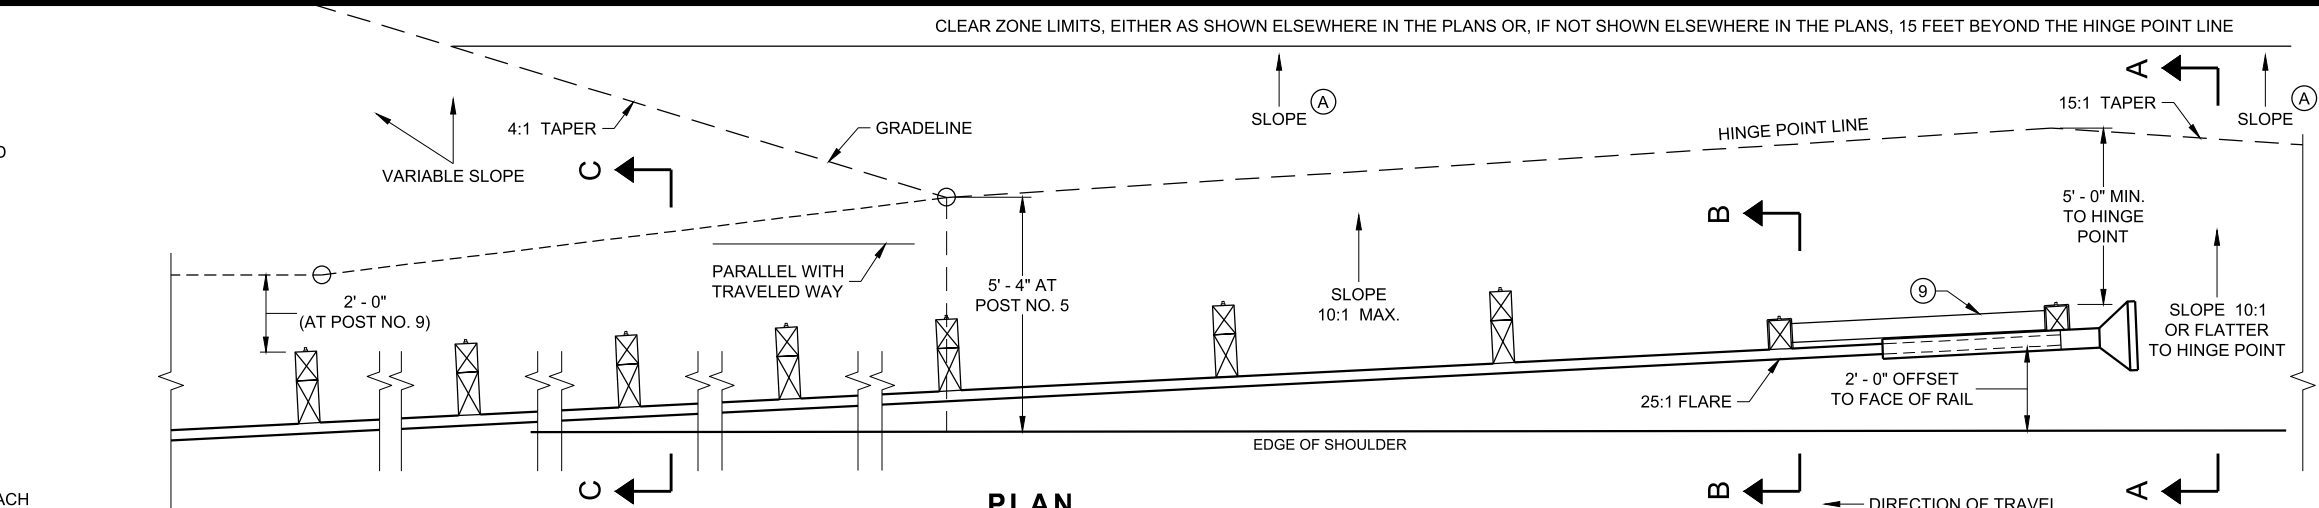 CLEAR ZONE LIMITS, EITHER AS SHOWN ELSEWHERE IN THE PLANS OR, IF NOT SHOWN ELSEWHERE IN THE PLANS, 15 FEET BEYOND THE HINGE POINT LINE
A
15:1 TAPER
A
SLOPE
A
SLOPE
4:1 TAPER
GRADELINE
HINGE POINT LINE
VARIABLE SLOPE
C
B
5' - 0" MIN.
TO HINGE
POINT
PARALLEL WITH
TRAVELED WAY
5' - 4" AT
POST NO. 5
SLOPE
10:1 MAX.
9
2' - 0"
(AT POST NO. 9)
SLOPE 10:1
OR FLATTER
TO HINGE POINT
2' - 0" OFFSET
TO FACE OF RAIL
25:1 FLARE
EDGE OF SHOULDER
C
B
A
ACH
PLAN
DIRECTION OF TRAVEL